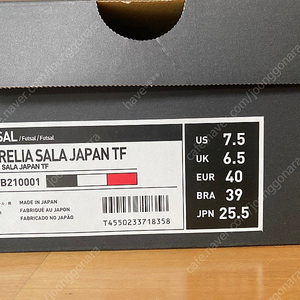 SAL / Futsal / Futsal
RELIA SALA JAPAN TF
SALA JAPAN TF
B210001
US 7.5
UK 6.5
EUR 40
BRA 39
JPN 25.5
MADE IN JAPAN
FABRIQUÉ AU JAPON
FABRICADO NO JAPÃO
T4550233718358